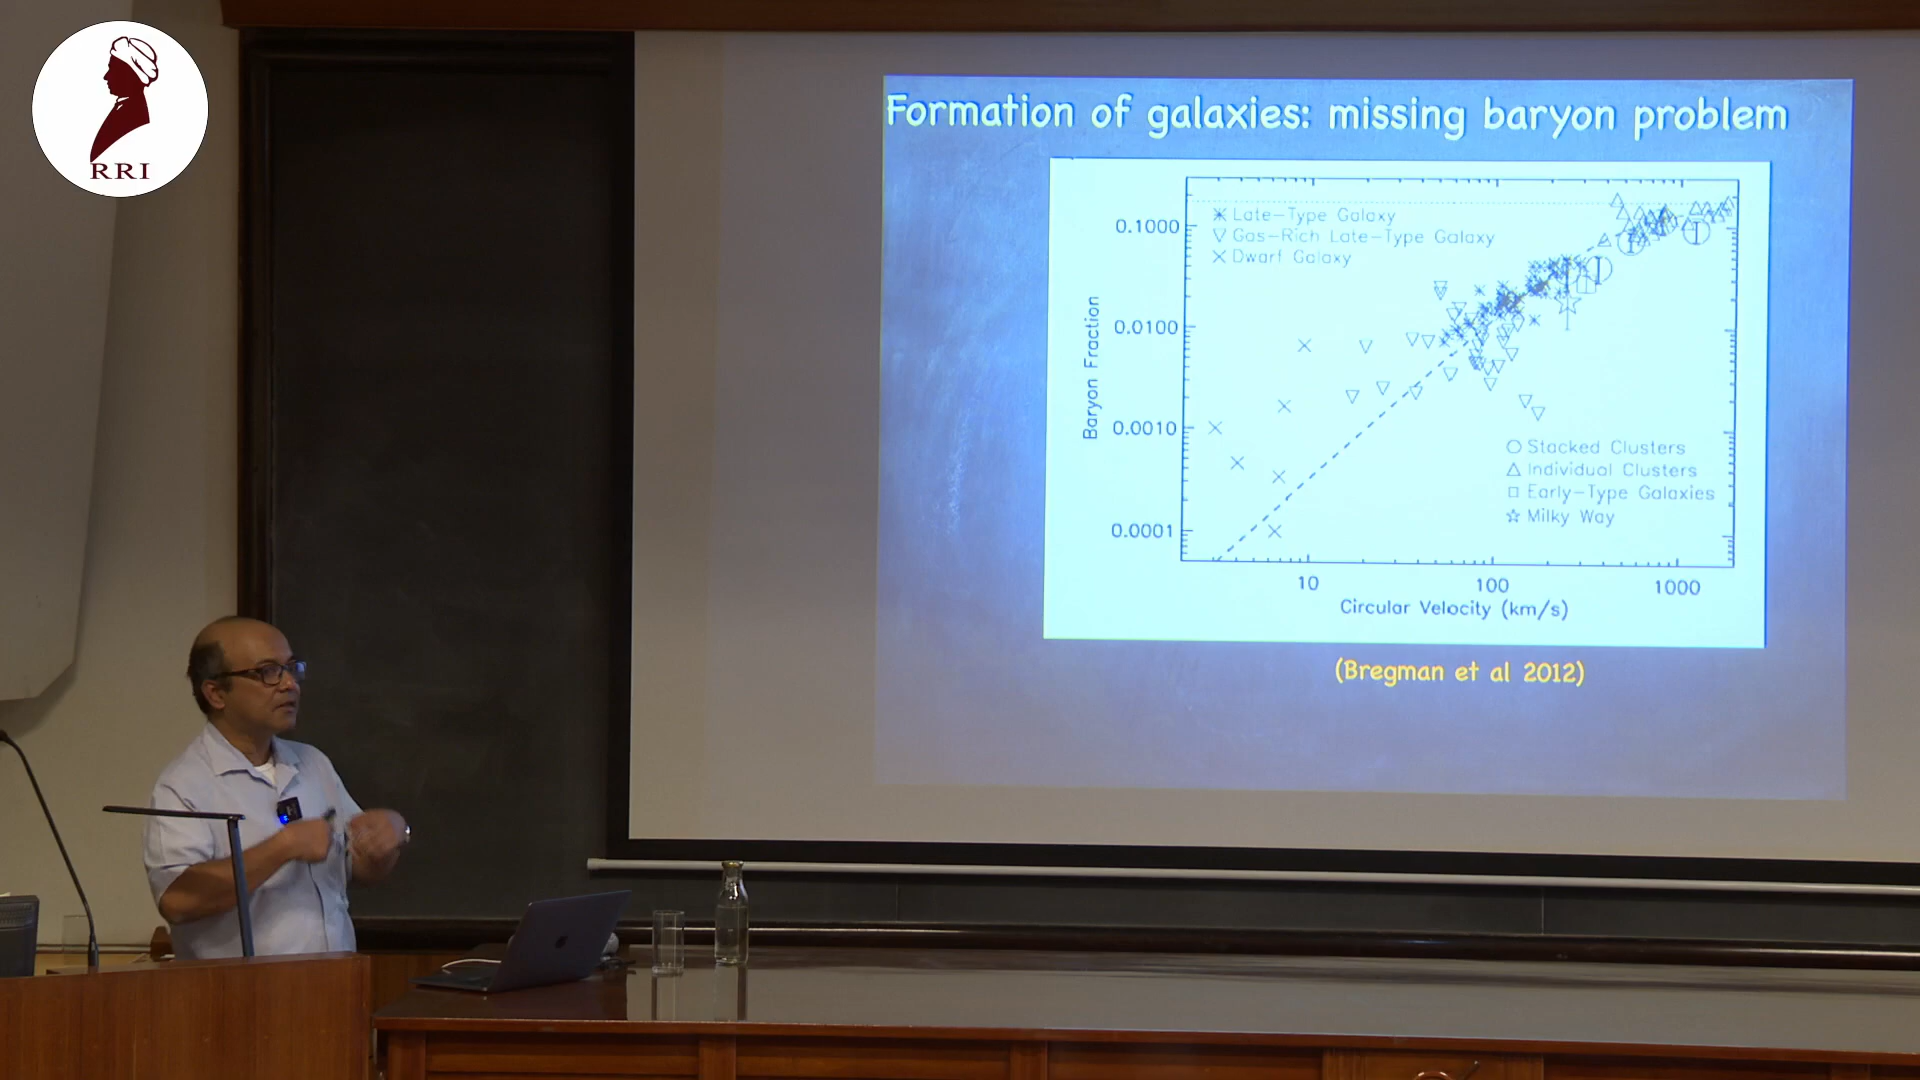 RRI
Formation of galaxies: missing baryon problem
Late-Type Galaxy
Gas-Rich Late-Type Galaxy
Dwarf Galaxy
0.1000
0.0100
0.0010
0.0001
Baryon Fraction
Stacked Clusters
Individual Clusters
Early-Type Galaxies
Milky Way
10 100 1000
Circular Velocity (km/s)
(Bregman et al 2012)